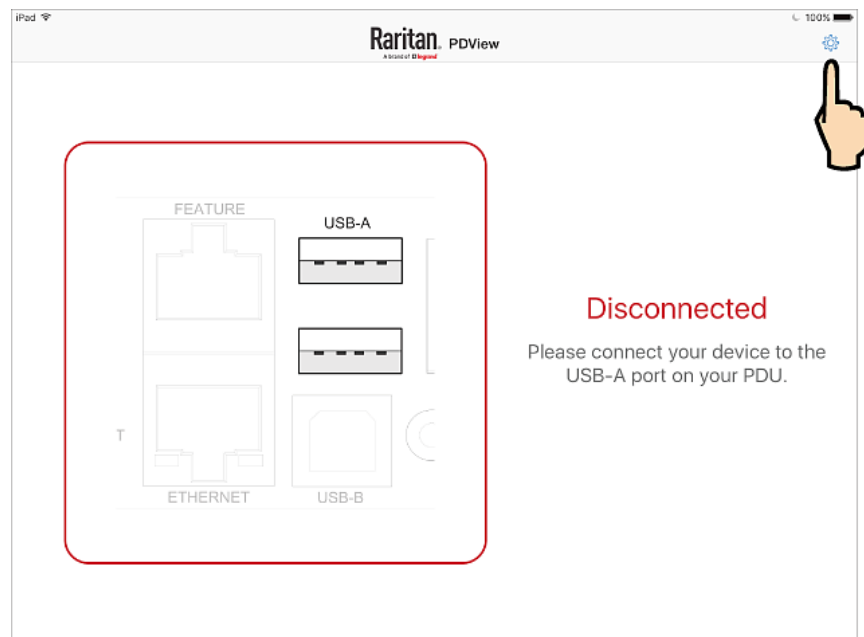 iPad
100%
Raritan. PDView
A brand of legrand
FEATURE
USB-A
Disconnected
Please connect your device to the
USB-A port on your PDU.
T
ETHERNET
USB-B